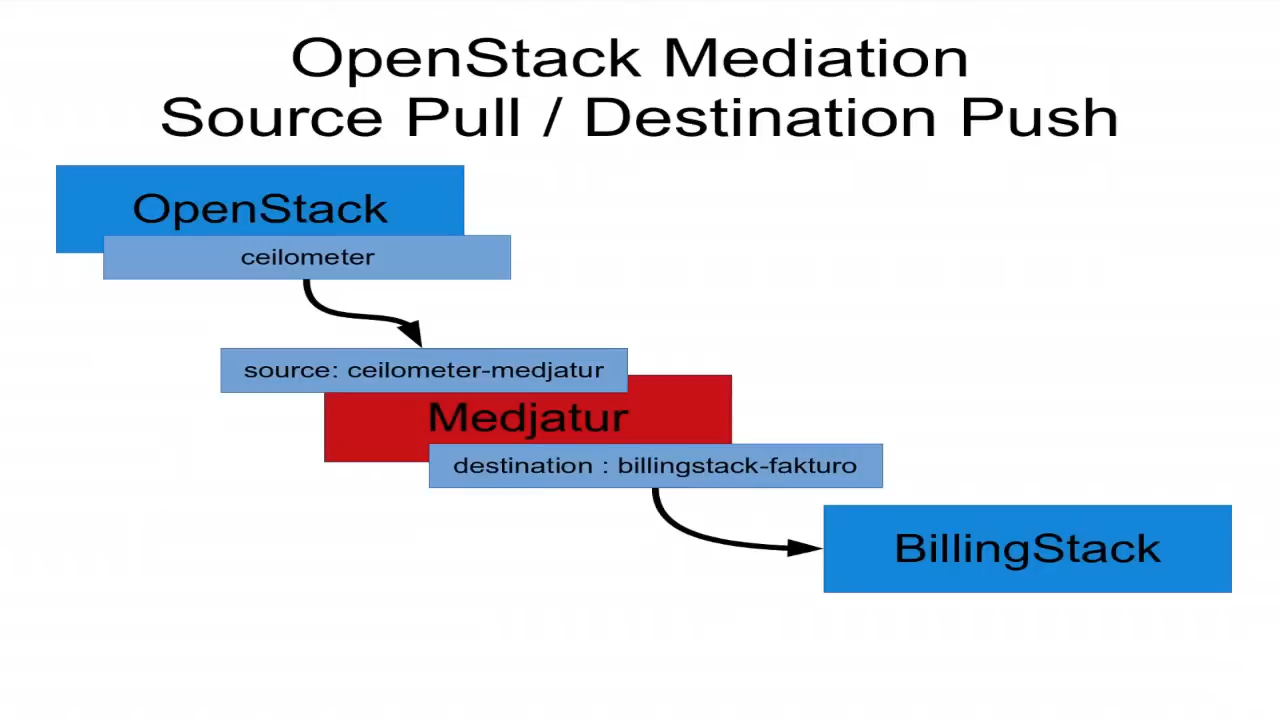 OpenStack Mediation
Source Pull / Destination Push
OpenStack
ceilometer
source: ceilometer-medjatur
Medjatur
destination : billingstack-fakturo
BillingStack